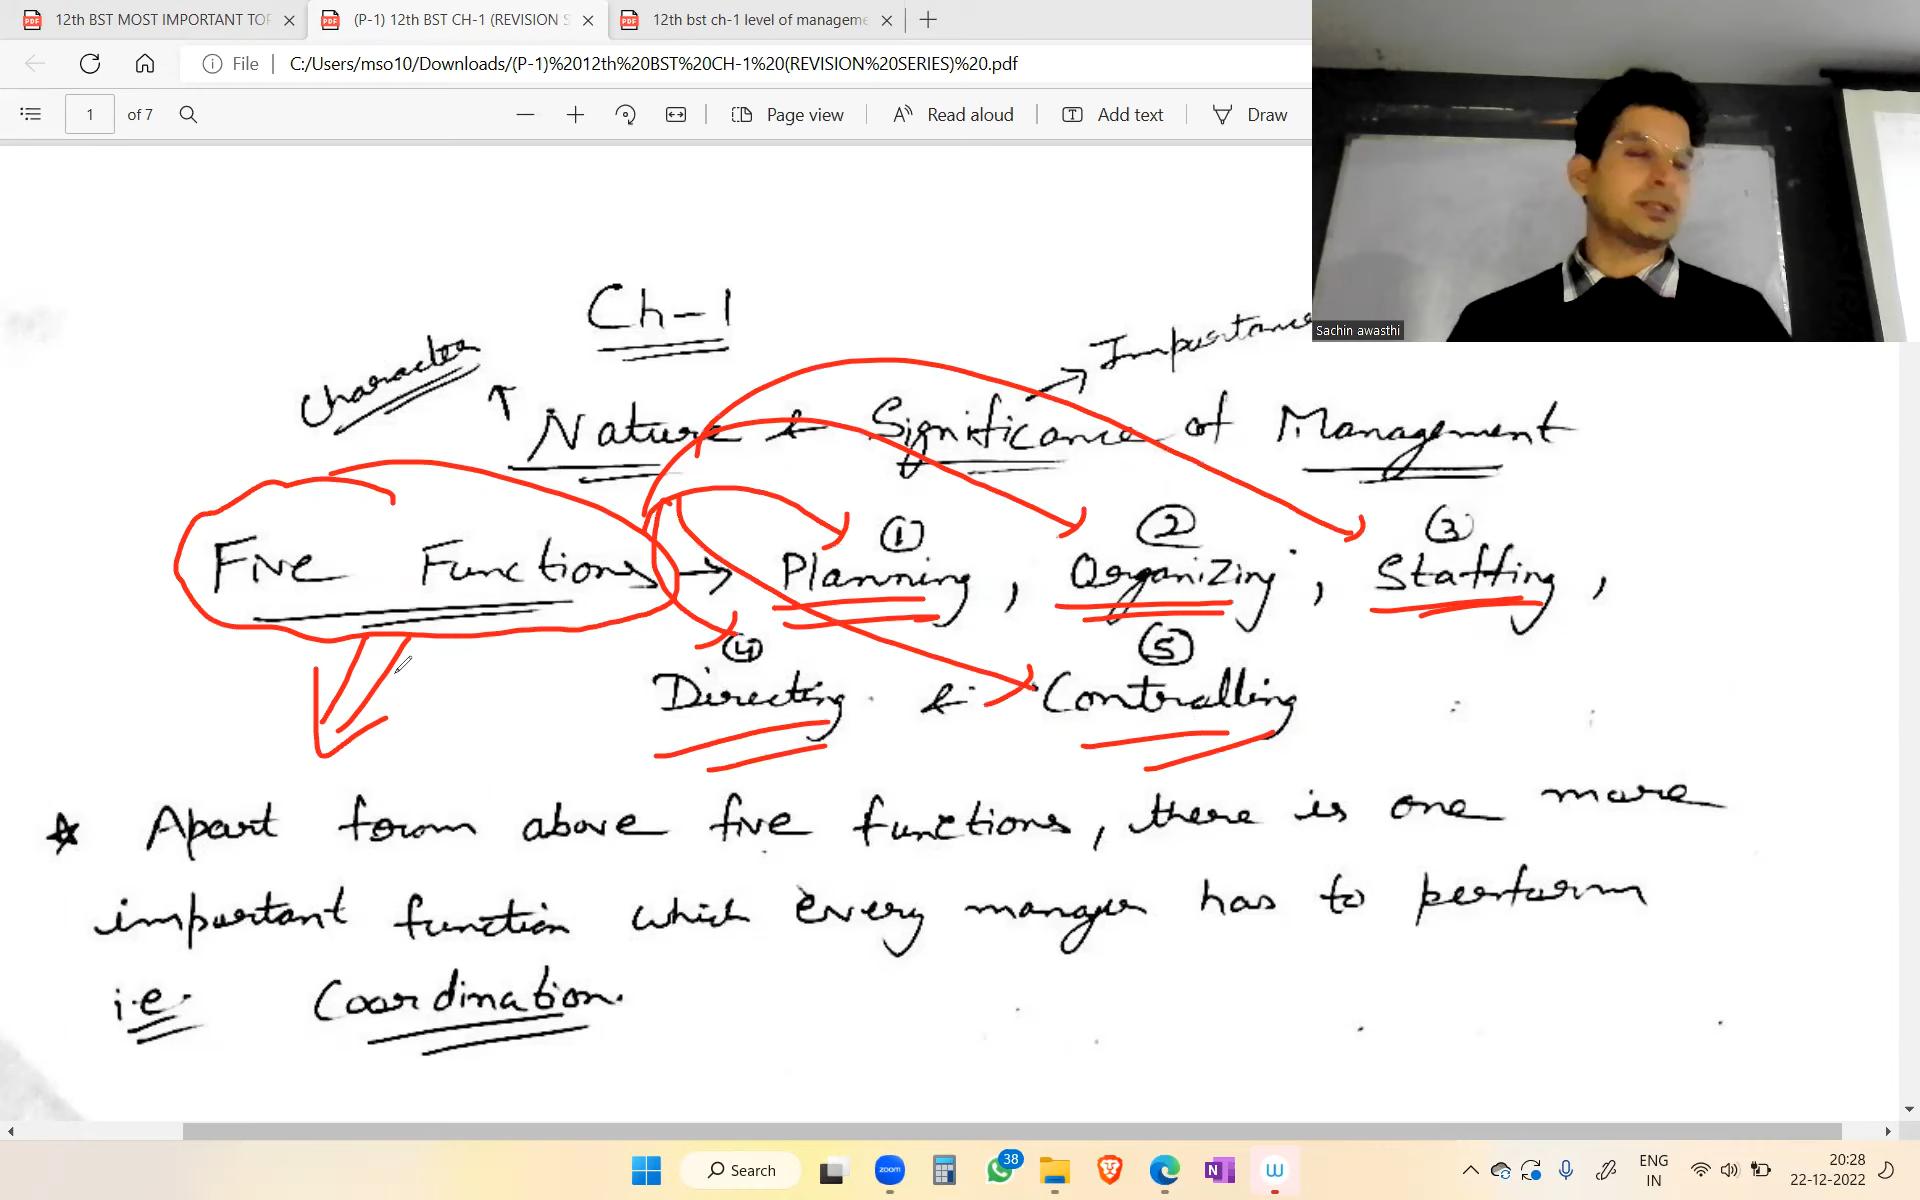 12th BST MOST IMPORTANT TOP
(P-1) 12th BST CH-1 (REVISION S
12th bst ch-1 level of manageme
File C:/Users/mso10/Downloads/(P-1)%2012th%20BST%20CH-1%20(REVISION%20SERIES)%20.pdf
1 of 7 Page view Read aloud Add text Draw
Sachin awasthi
Ch-1
Character Importance
Nature & Significance of Management
① ② ③
Five Functions → Planning, Organizing, Staffing,
④ ⑤
Directing & Controlling
Apart form above five functions, there is one more
important function which every manger has to perform
i.e. Coordination.
Search zoom 38 N W ENG IN 20:28 22-12-2022